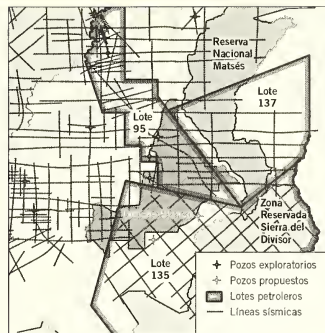 Reserva
Nacional
Matsés
Lote
137
Lote
95
Zona
Reservada
Sierra del
Divisor
Lote
135
Pozos exploratorios
Pozos propuestos
Lotes petroleros
Líneas sísmicas